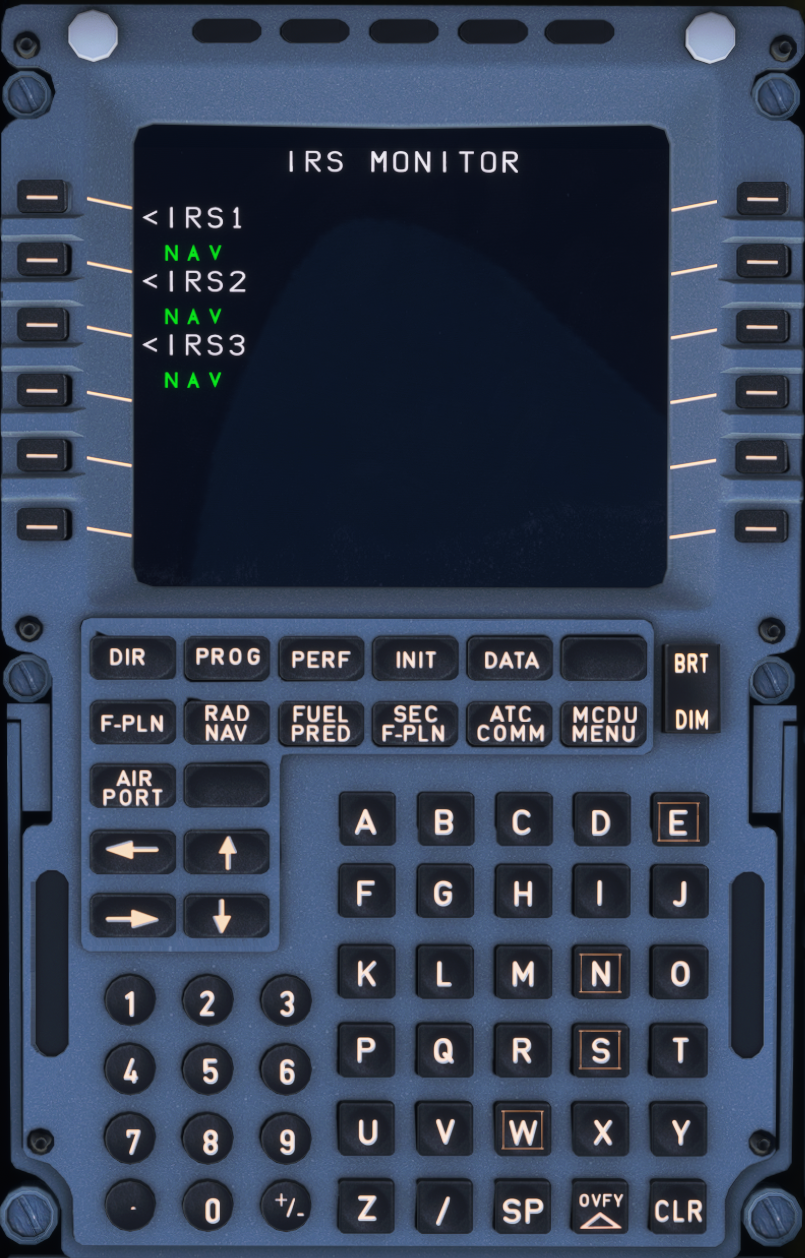 IRS MONITOR
<IRS1
NAV
<IRS2
NAV
<IRS3
NAV
DIR PROG PERF INIT DATA
BRT
F-PLN RAD NAV FUEL PRED SEC F-PLN ATC COMM MCDU MENU
DIM
AIR PORT
A B C D E
F G H I J
K L M N O
1 2 3
P Q R S T
4 5 6
U V W X Y
7 8 9
Z / SP OVFY CLR
. 0 +/-